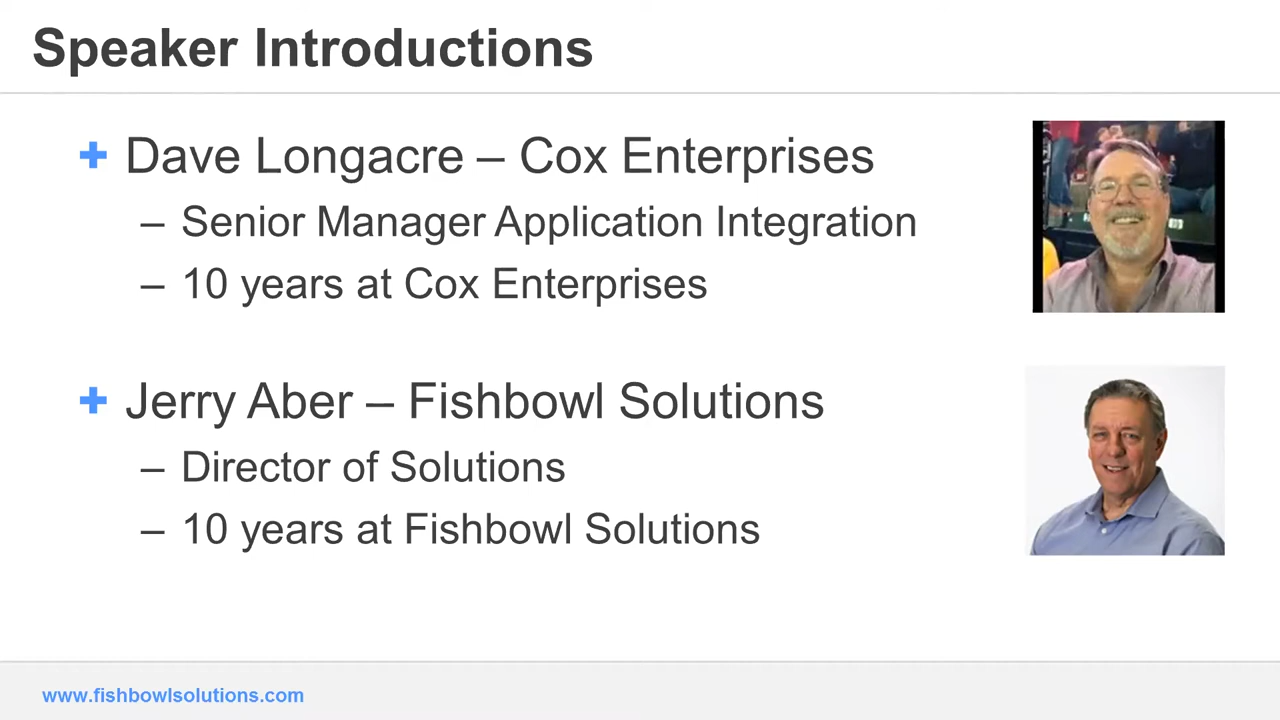 Speaker Introductions
+ Dave Longacre – Cox Enterprises
– Senior Manager Application Integration
– 10 years at Cox Enterprises
+ Jerry Aber – Fishbowl Solutions
– Director of Solutions
– 10 years at Fishbowl Solutions
www.fishbowlsolutions.com